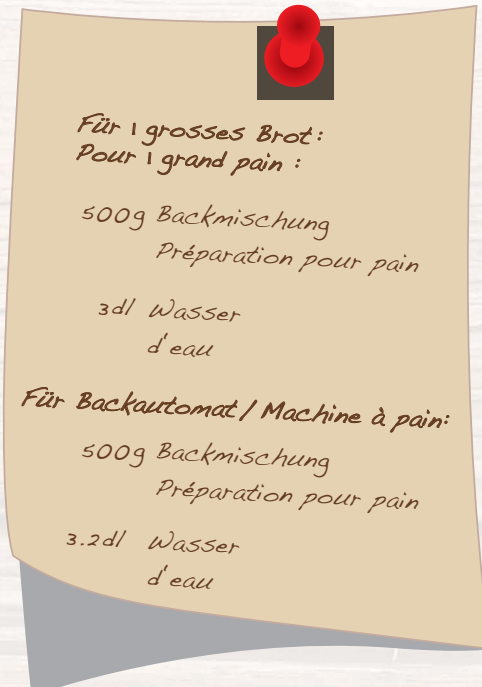 Für 1 grosses Brot:
Pour 1 grand pain :
500g Backmischung
Préparation pour pain
3dl Wasser
d'eau
Für Backautomat / Machine à pain:
500g Backmischung
Préparation pour pain
3.2dl Wasser
d'eau